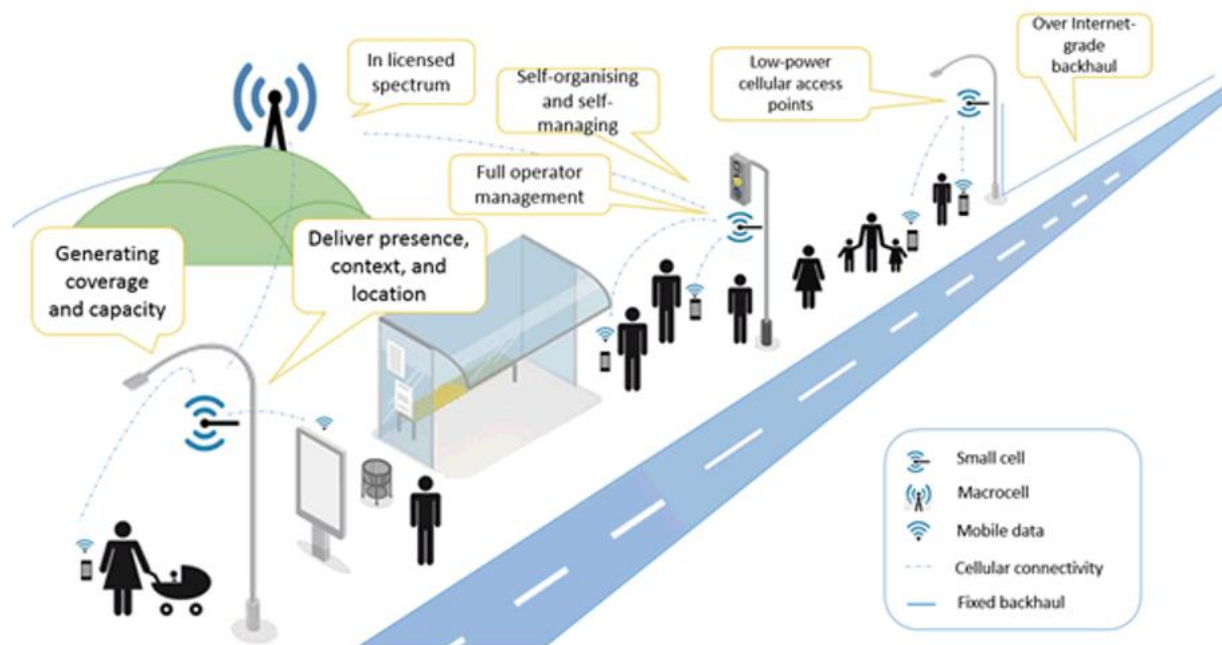 In licensed
spectrum
Self-organising
and self-
managing
Low-power
cellular access
points
Over Internet-
grade
backhaul
Full operator
management
Generating
coverage
and capacity
Deliver presence,
context, and
location
Small cell
Macrocell
Mobile data
Cellular connectivity
Fixed backhaul